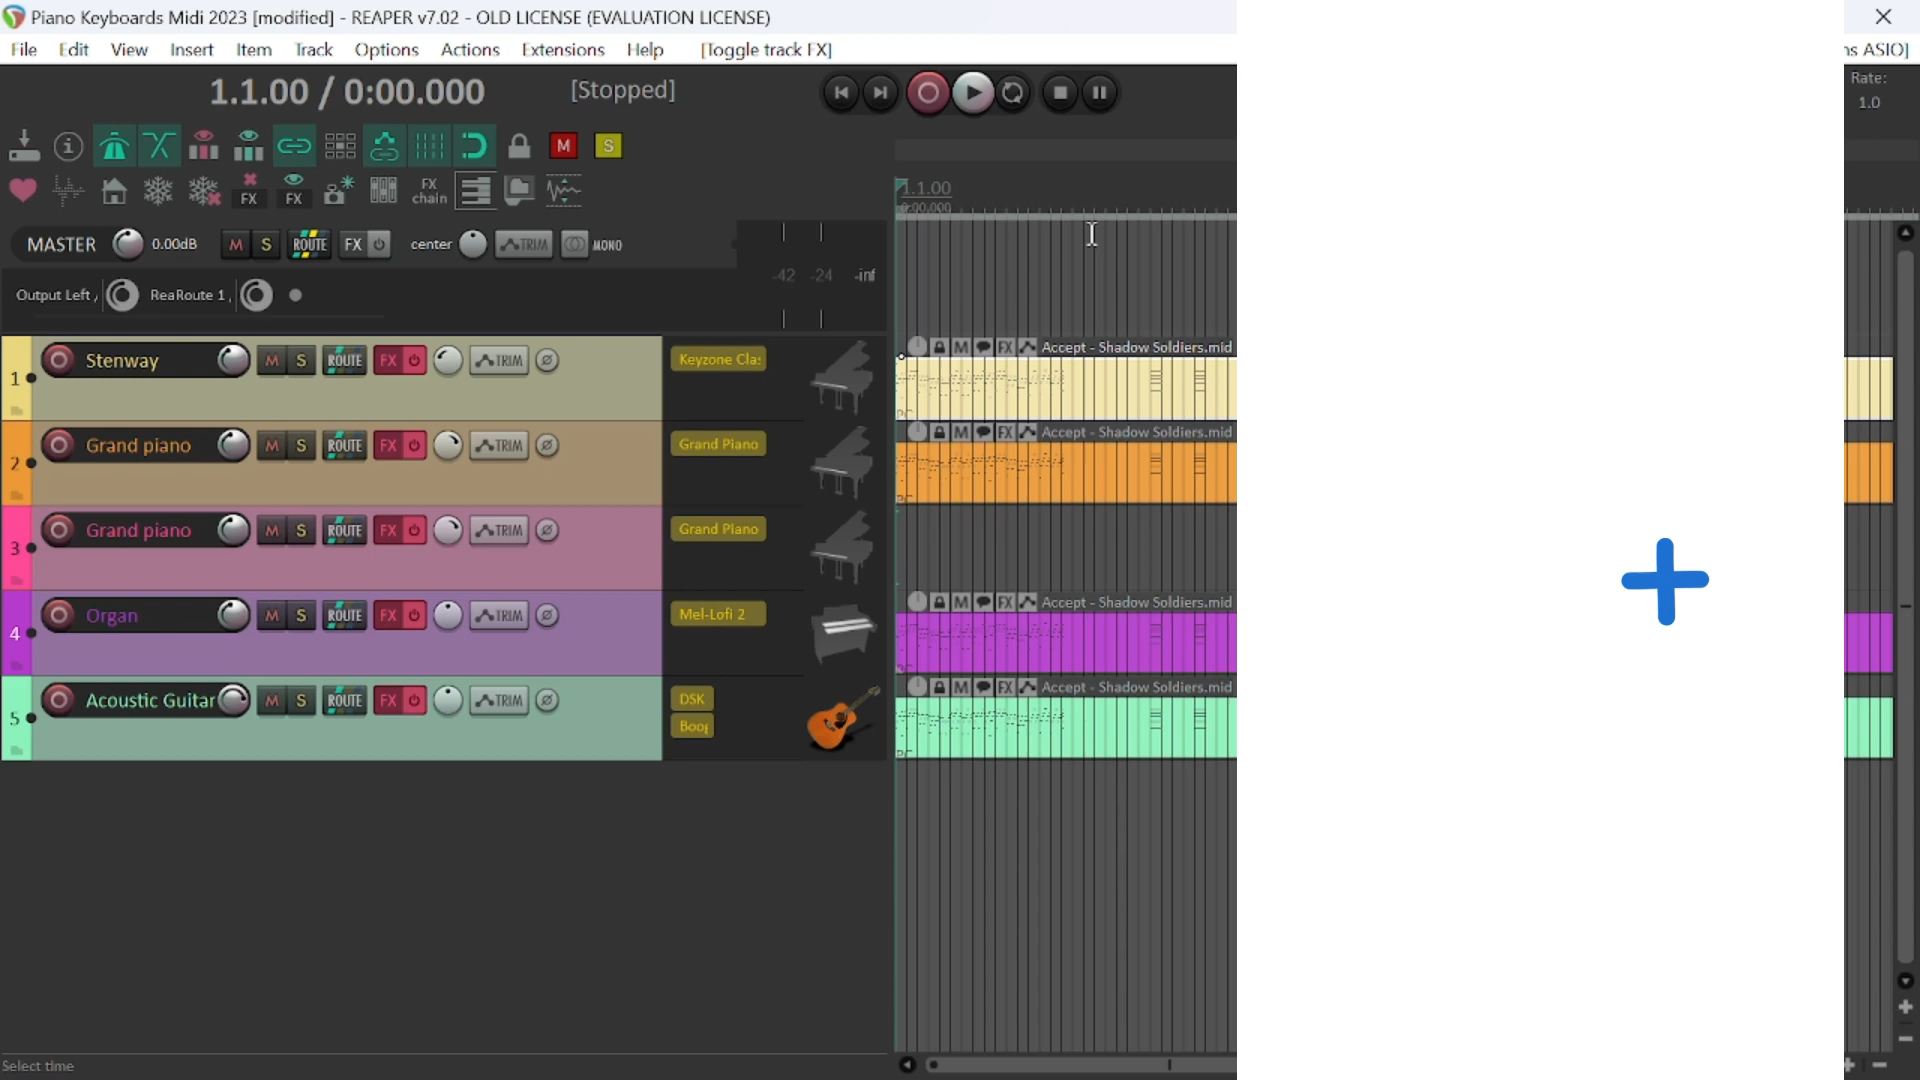 Piano Keyboards Midi 2023 [modified] - REAPER v7.02 - OLD LICENSE (EVALUATION LICENSE)
File Edit View Insert Item Track Options Actions Extensions Help [Toggle track FX] ns ASIO]
1.1.00 / 0:00.000 [Stopped] Rate:
1.0
M S
FX FX FX chain
1.1.00
0:00.000
MASTER 0.00dB M S ROUTE FX center TRIM MONO
-42 -24 -inf
Output Left / ReaRoute 1
1 Stenway M S ROUTE FX TRIM Keyzone Cla: M FX Accept - Shadow Soldiers.mid
2 Grand piano M S ROUTE FX TRIM Grand Piano M FX Accept - Shadow Soldiers.mid
3 Grand piano M S ROUTE FX TRIM Grand Piano
4 Organ M S ROUTE FX TRIM Mel-Lofi 2 M FX Accept - Shadow Soldiers.mid
5 Acoustic Guitar M S ROUTE FX TRIM DSK M FX Accept - Shadow Soldiers.mid
Boog
Select time